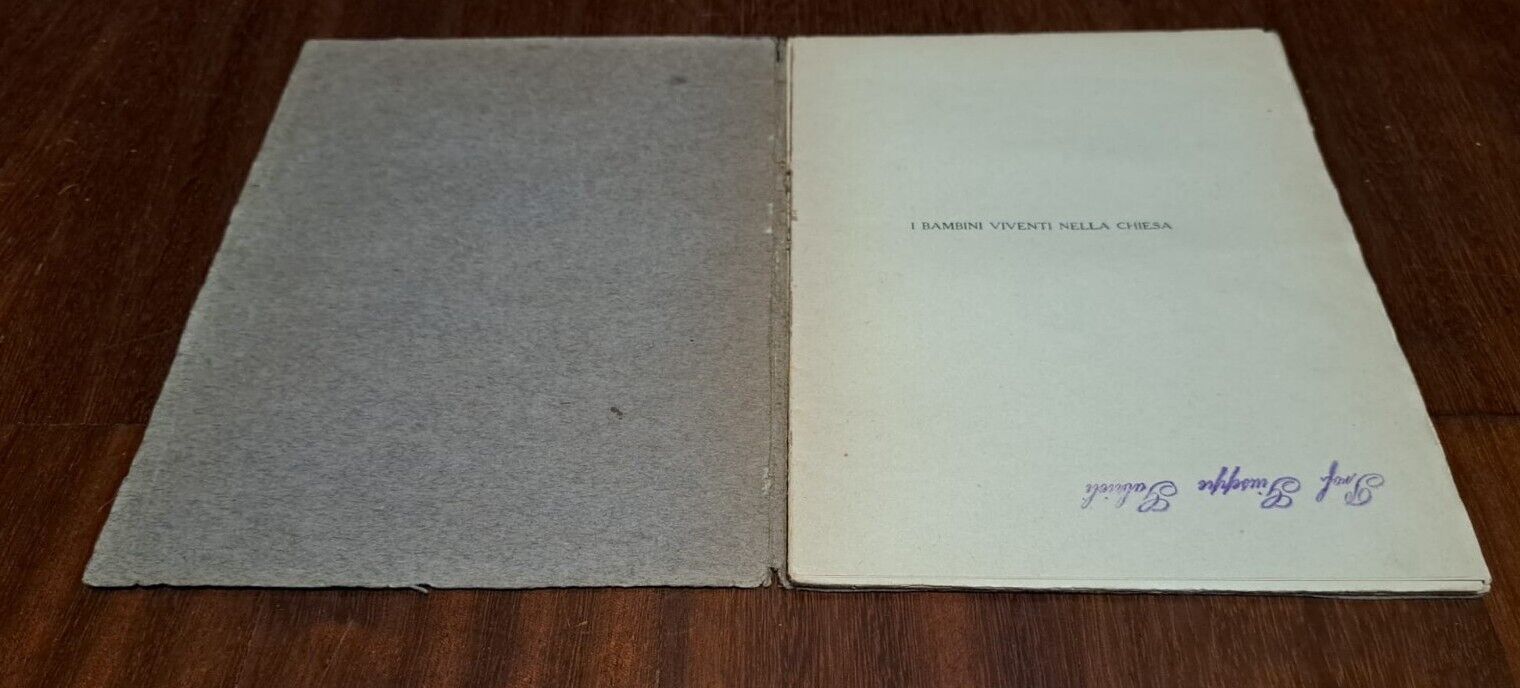 I BAMBINI VIVENTI NELLA CHIESA
Prof. Giuseppe